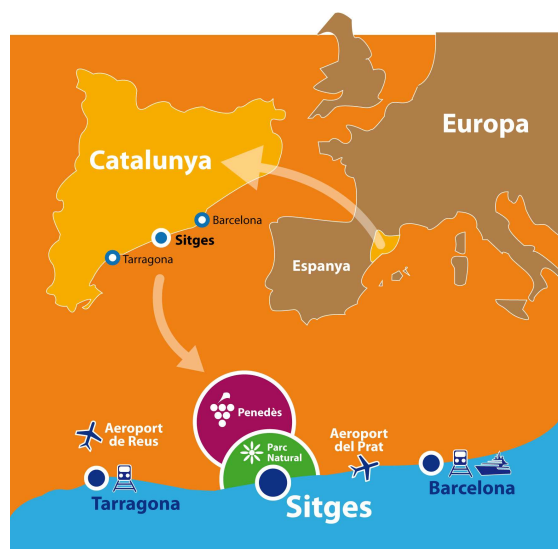 Europa
Catalunya
Barcelona
Sitges
Tarragona
Espanya
Penedès
Aeroport
de Reus
Parc
Natural
Aeroport
del Prat
Tarragona
Sitges
Barcelona